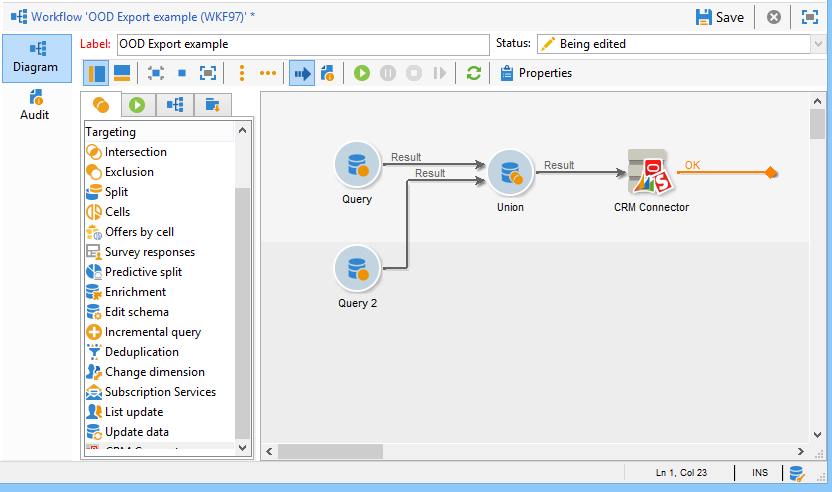 Workflow 'OOD Export example (WKF97)' *
Save
Label: OOD Export example
Status: Being edited
Diagram
Audit
Properties
Targeting
Intersection
Exclusion
Split
Cells
Offers by cell
Survey responses
Predictive split
Enrichment
Edit schema
Incremental query
Deduplication
Change dimension
Subscription Services
List update
Update data
Result
Result
Result
OK
Query
Union
CRM Connector
Query 2
Ln 1, Col 23
INS